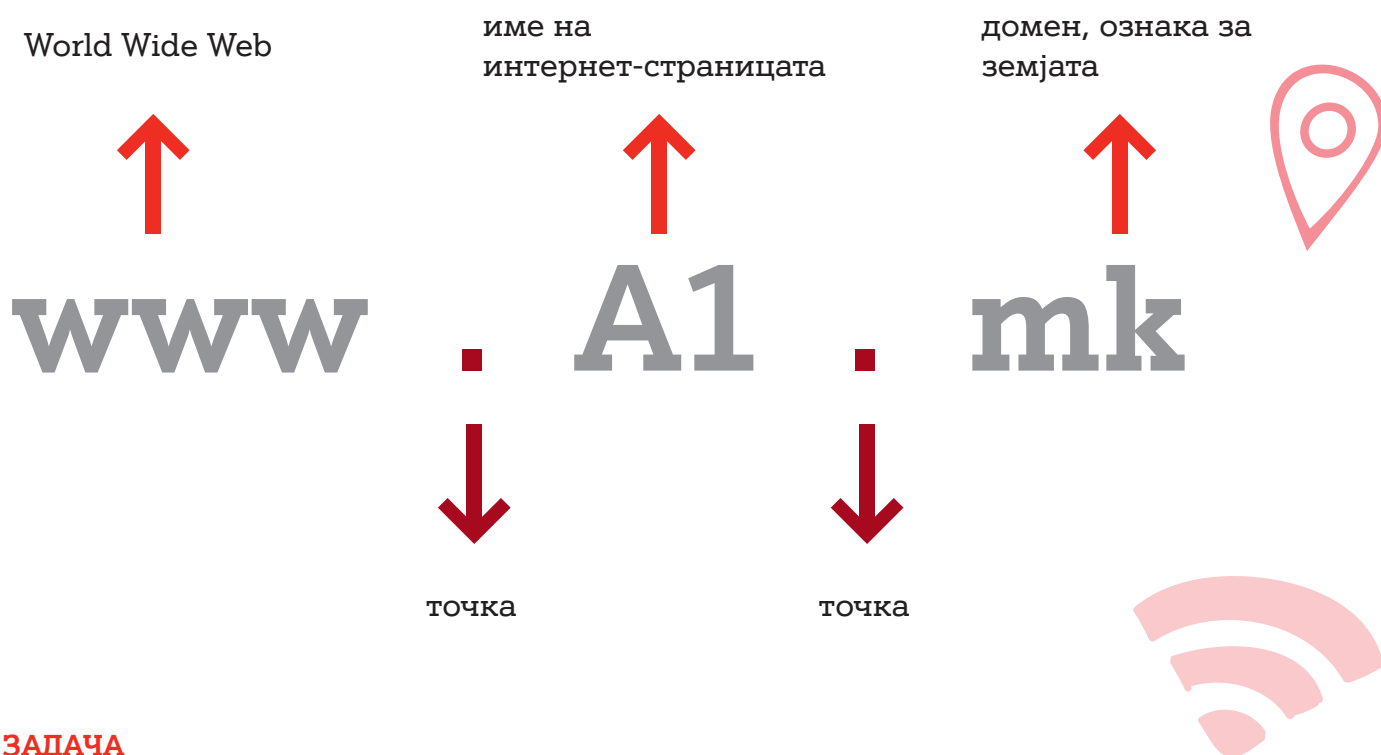 World Wide Web
име на
интернет-страницата
домен, ознака за
земјата
www . A1 . mk
точка точка
ЗАДАЧА